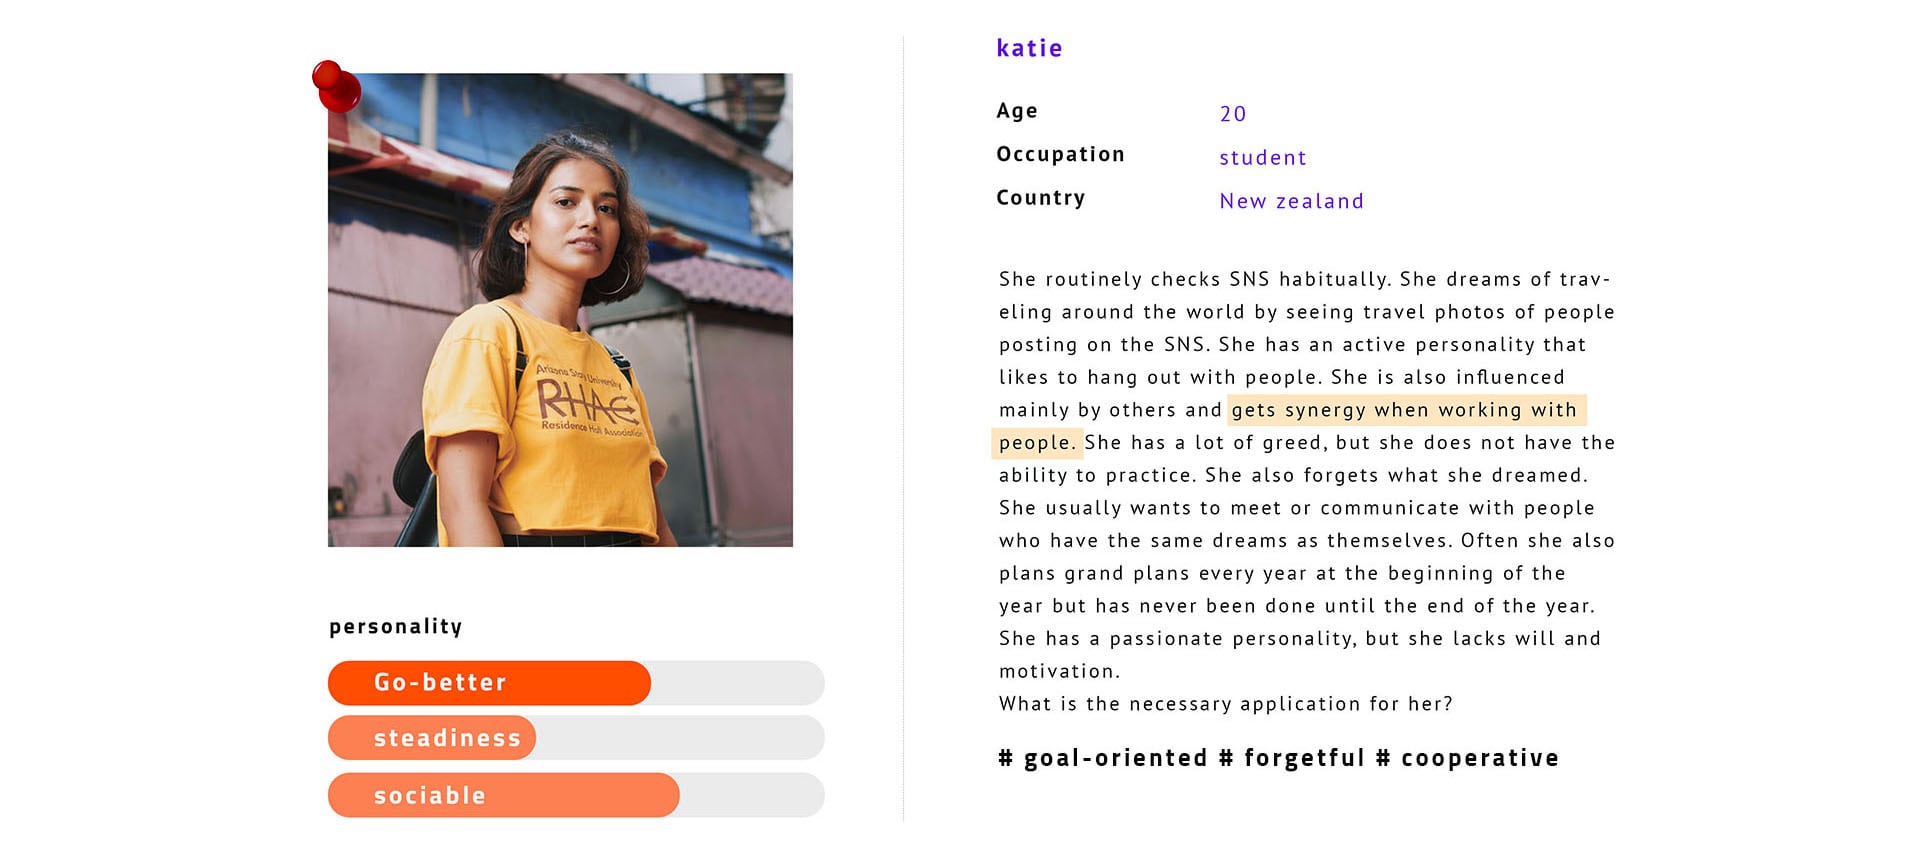 katie
Age 20
Occupation student
Country New zealand
She routinely checks SNS habitually. She dreams of trav-
eling around the world by seeing travel photos of people
posting on the SNS. She has an active personality that
likes to hang out with people. She is also influenced
mainly by others and gets synergy when working with
people. She has a lot of greed, but she does not have the
ability to practice. She also forgets what she dreamed.
She usually wants to meet or communicate with people
who have the same dreams as themselves. Often she also
plans grand plans every year at the beginning of the
year but has never been done until the end of the year.
She has a passionate personality, but she lacks will and
motivation.
What is the necessary application for her?
# goal-oriented # forgetful # cooperative
Arizona State University
RHAC
Residence Hall Association
personality
Go-better
steadiness
sociable